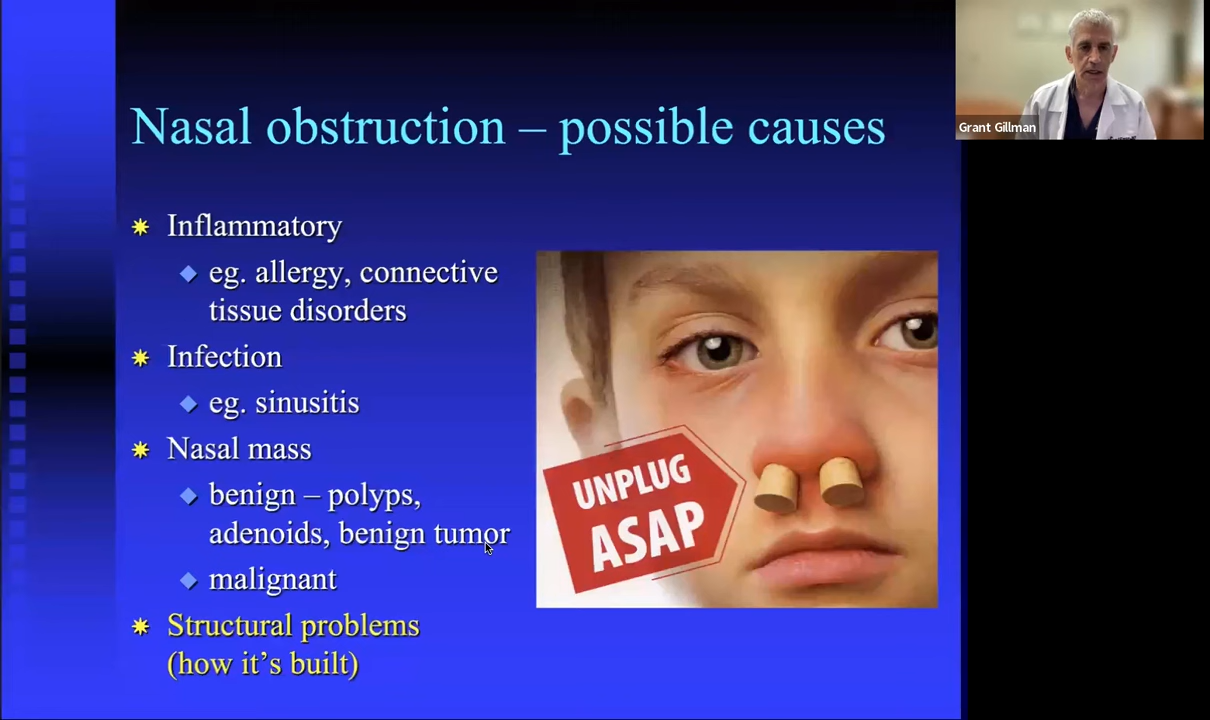 Nasal obstruction – possible causes
Grant Gillman
Inflammatory
eg. allergy, connective
tissue disorders
Infection
eg. sinusitis
Nasal mass
benign – polyps,
adenoids, benign tumor
malignant
Structural problems
(how it's built)
UNPLUG
ASAP